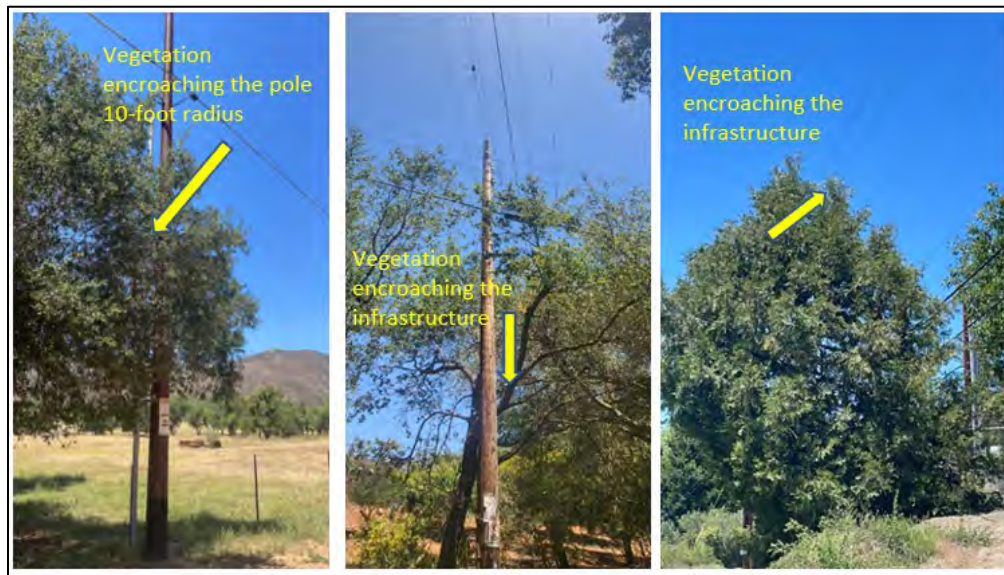 Vegetation
encroaching the pole
10-foot radius
Vegetation
encroaching the
infrastructure
Vegetation
encroaching the
infrastructure